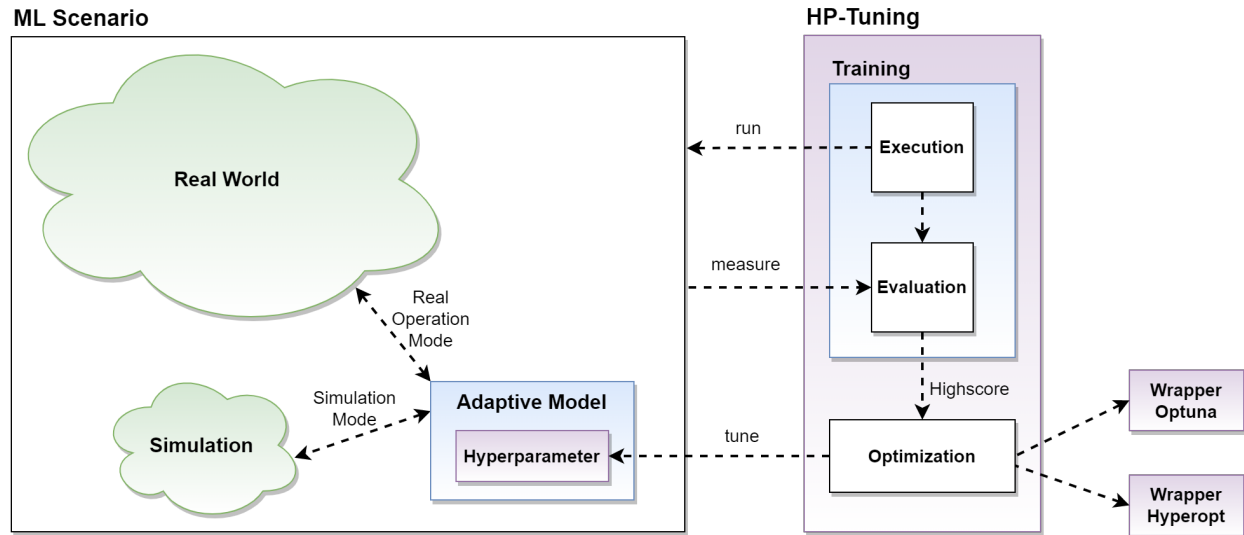 ML Scenario
HP-Tuning
Training
Real World
run
Execution
measure
Evaluation
Real
Operation
Mode
Highscore
Simulation
Mode
Simulation
Adaptive Model
Hyperparameter
tune
Optimization
Wrapper
Optuna
Wrapper
Hyperopt